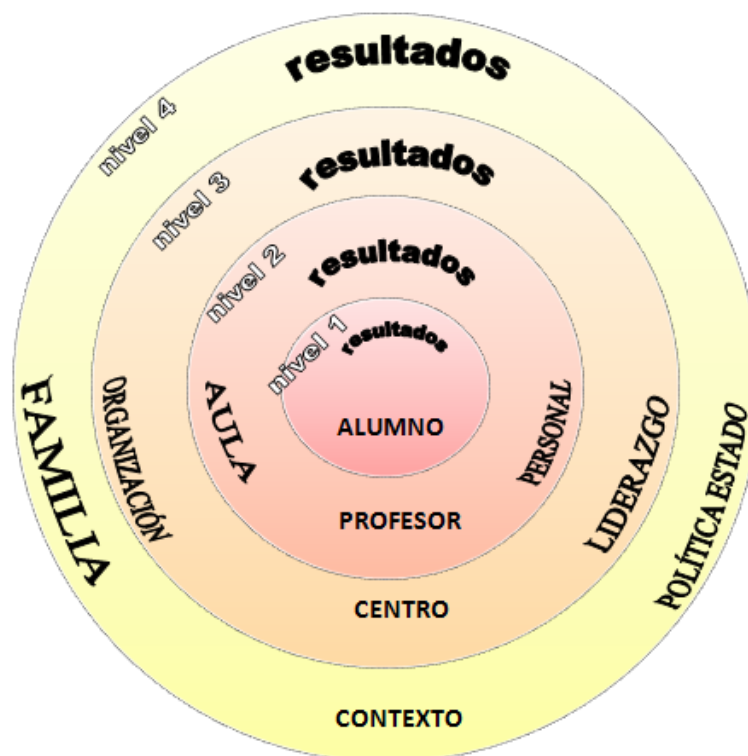 resultados
nivel 4
resultados
nivel 3
resultados
nivel 2
resultados
nivel 1
FAMILIA
ORGANIZACIÓN
AULA
ALUMNO
PERSONAL
LIDERAZGO
POLÍTICA ESTADO
PROFESOR
CENTRO
CONTEXTO